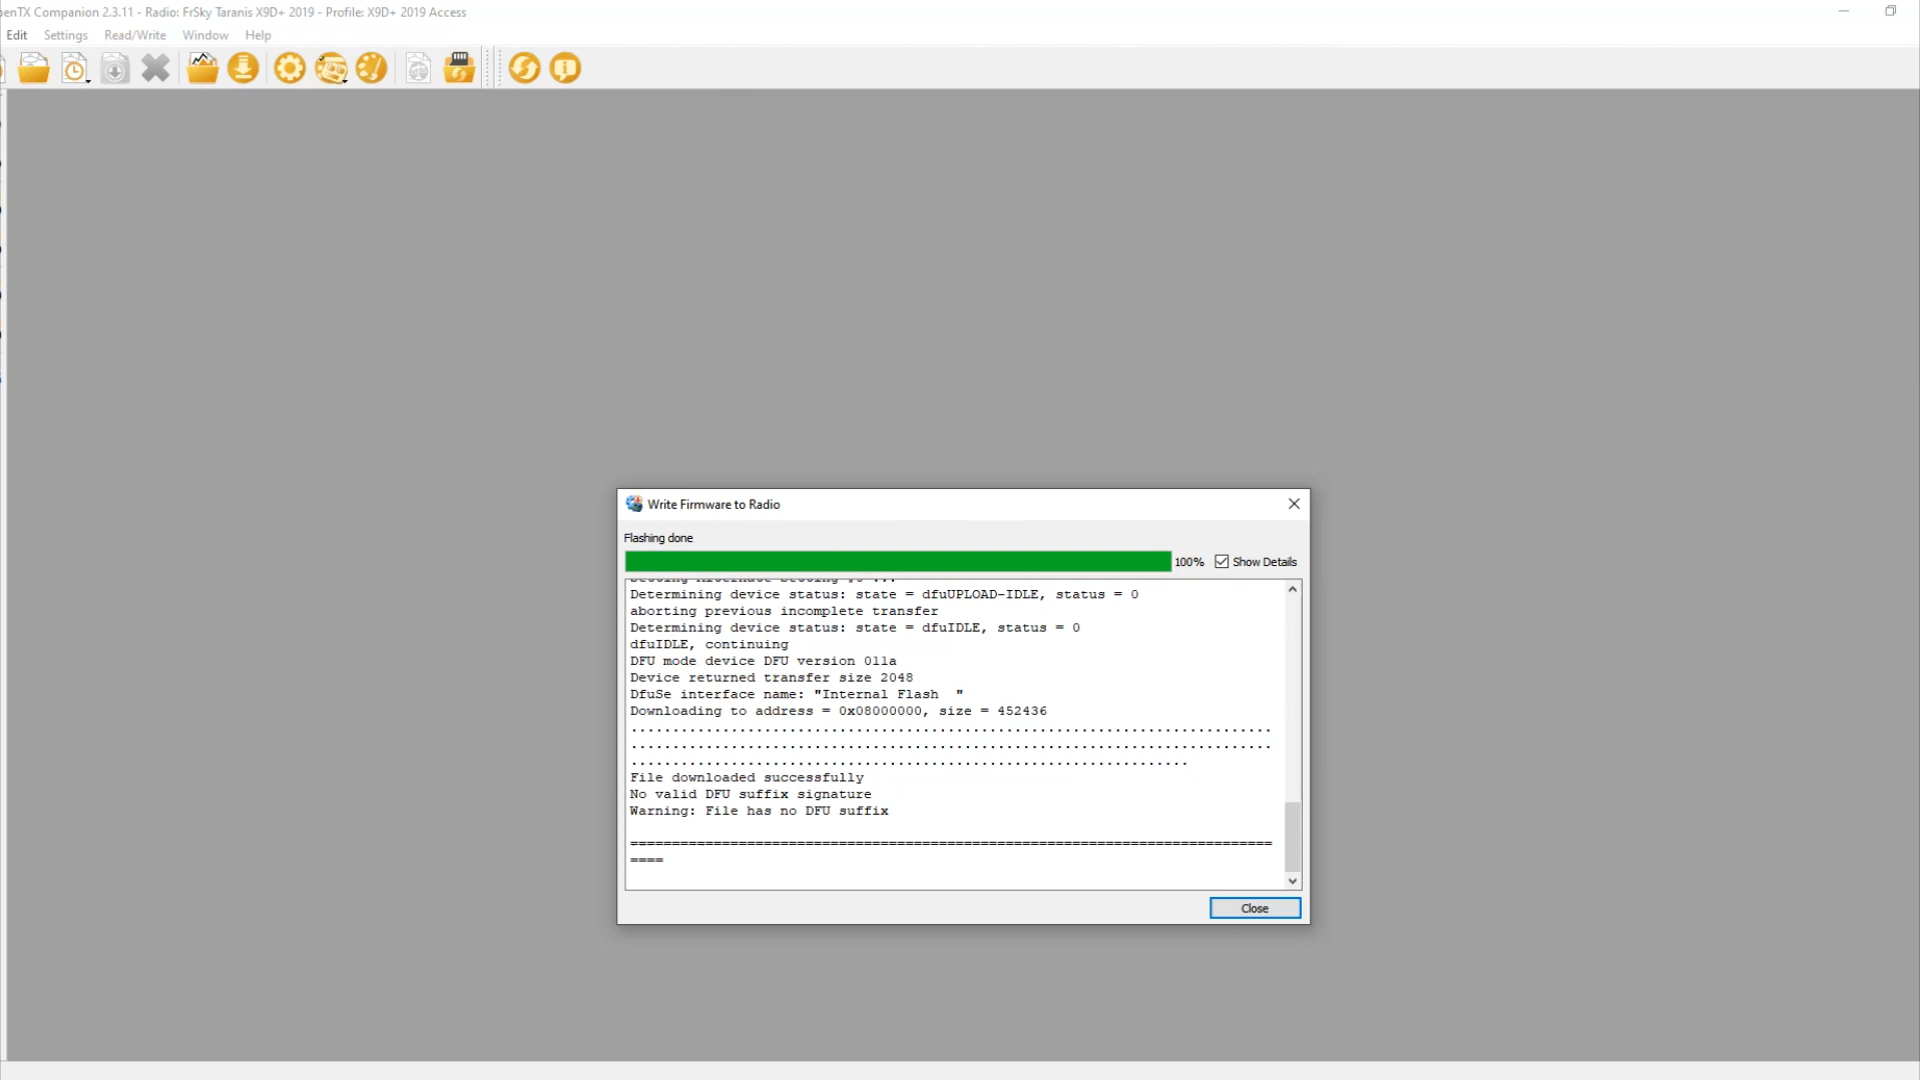 enTX Companion 2.3.11 - Radio: FrSky Taranis X9D+ 2019 - Profile: X9D+ 2019 Access
Edit Settings Read/Write Window Help
Write Firmware to Radio
Flashing done
100% Show Details
Determining device status: state = dfuUPLOAD-IDLE, status = 0
aborting previous incomplete transfer
Determining device status: state = dfuIDLE, status = 0
dfuIDLE, continuing
DFU mode device DFU version 011a
Device returned transfer size 2048
DfuSe interface name: "Internal Flash  "
Downloading to address = 0x08000000, size = 452436
.............................................................................
.............................................................................
...................................................................
File downloaded successfully
No valid DFU suffix signature
Warning: File has no DFU suffix
=============================================================================
====
Close